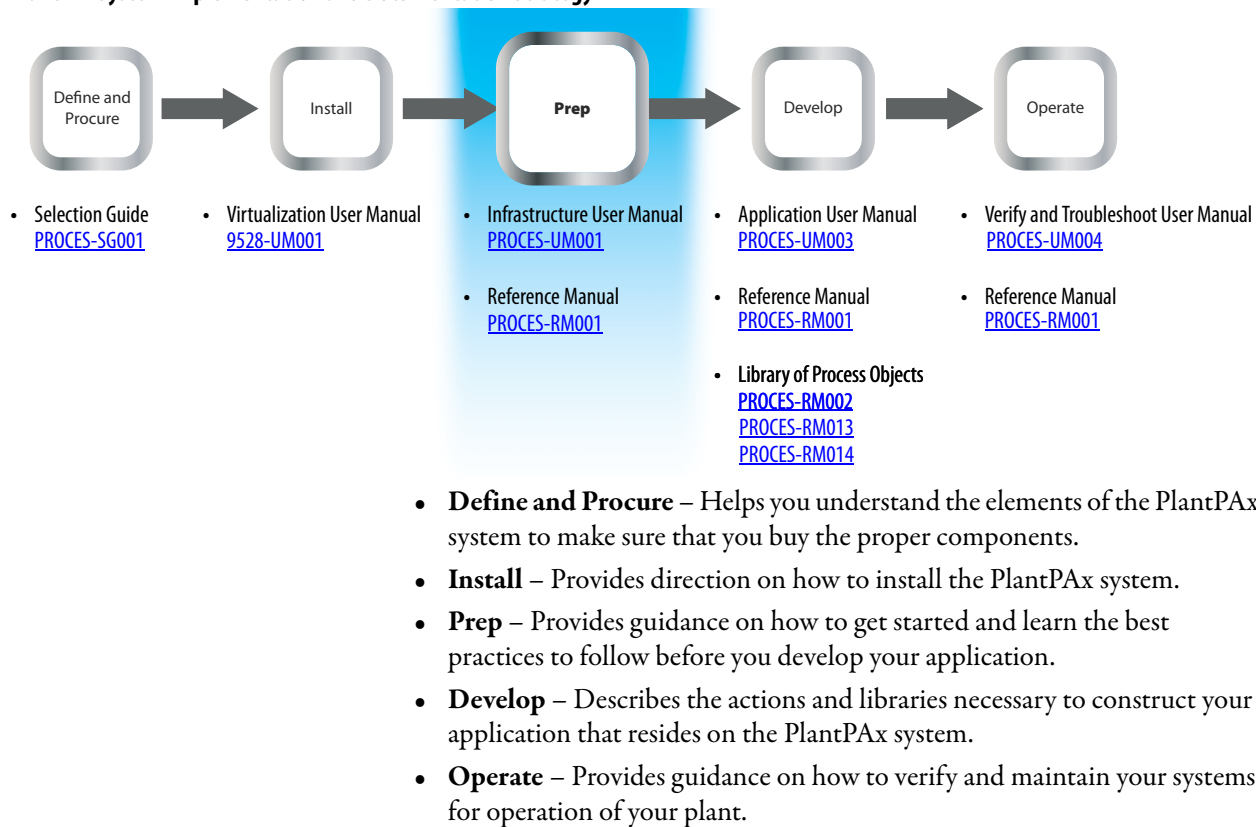 Define and
Procure
Install
Prep
Develop
Operate
• Selection Guide
PROCES-SG001
• Virtualization User Manual
9528-UM001
• Infrastructure User Manual
PROCES-UM001
• Reference Manual
PROCES-RM001
• Application User Manual
PROCES-UM003
• Reference Manual
PROCES-RM001
• Library of Process Objects
PROCES-RM002
PROCES-RM013
PROCES-RM014
• Verify and Troubleshoot User Manual
PROCES-UM004
• Reference Manual
PROCES-RM001
• Define and Procure – Helps you understand the elements of the PlantPAx
system to make sure that you buy the proper components.
• Install – Provides direction on how to install the PlantPAx system.
• Prep – Provides guidance on how to get started and learn the best
practices to follow before you develop your application.
• Develop – Describes the actions and libraries necessary to construct your
application that resides on the PlantPAx system.
• Operate – Provides guidance on how to verify and maintain your systems
for operation of your plant.